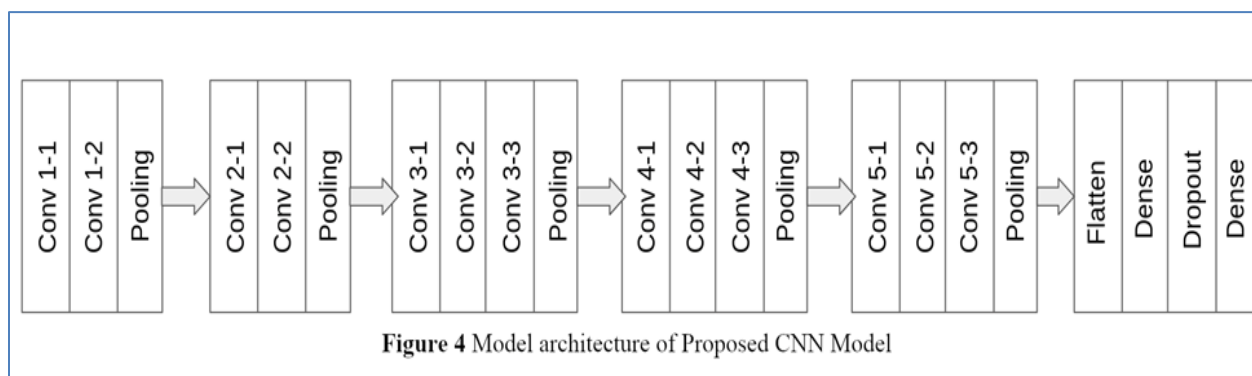 Conv 1-1
Conv 1-2
Pooling
Conv 2-1
Conv 2-2
Pooling
Conv 3-1
Conv 3-2
Conv 3-3
Pooling
Conv 4-1
Conv 4-2
Conv 4-3
Pooling
Conv 5-1
Conv 5-2
Conv 5-3
Pooling
Flatten
Dense
Dropout
Dense
Figure 4 Model architecture of Proposed CNN Model